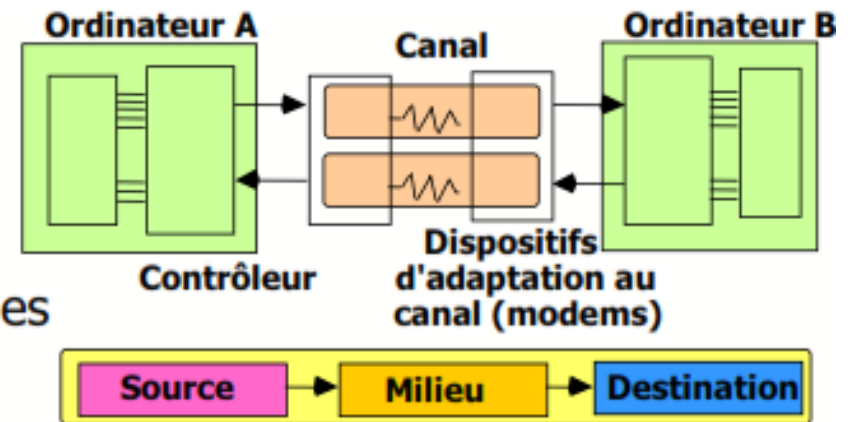 Ordinateur A
Ordinateur B
Canal
Dispositifs
Contrôleur
d'adaptation au
es
canal (modems)
Source
Milieu
Destination